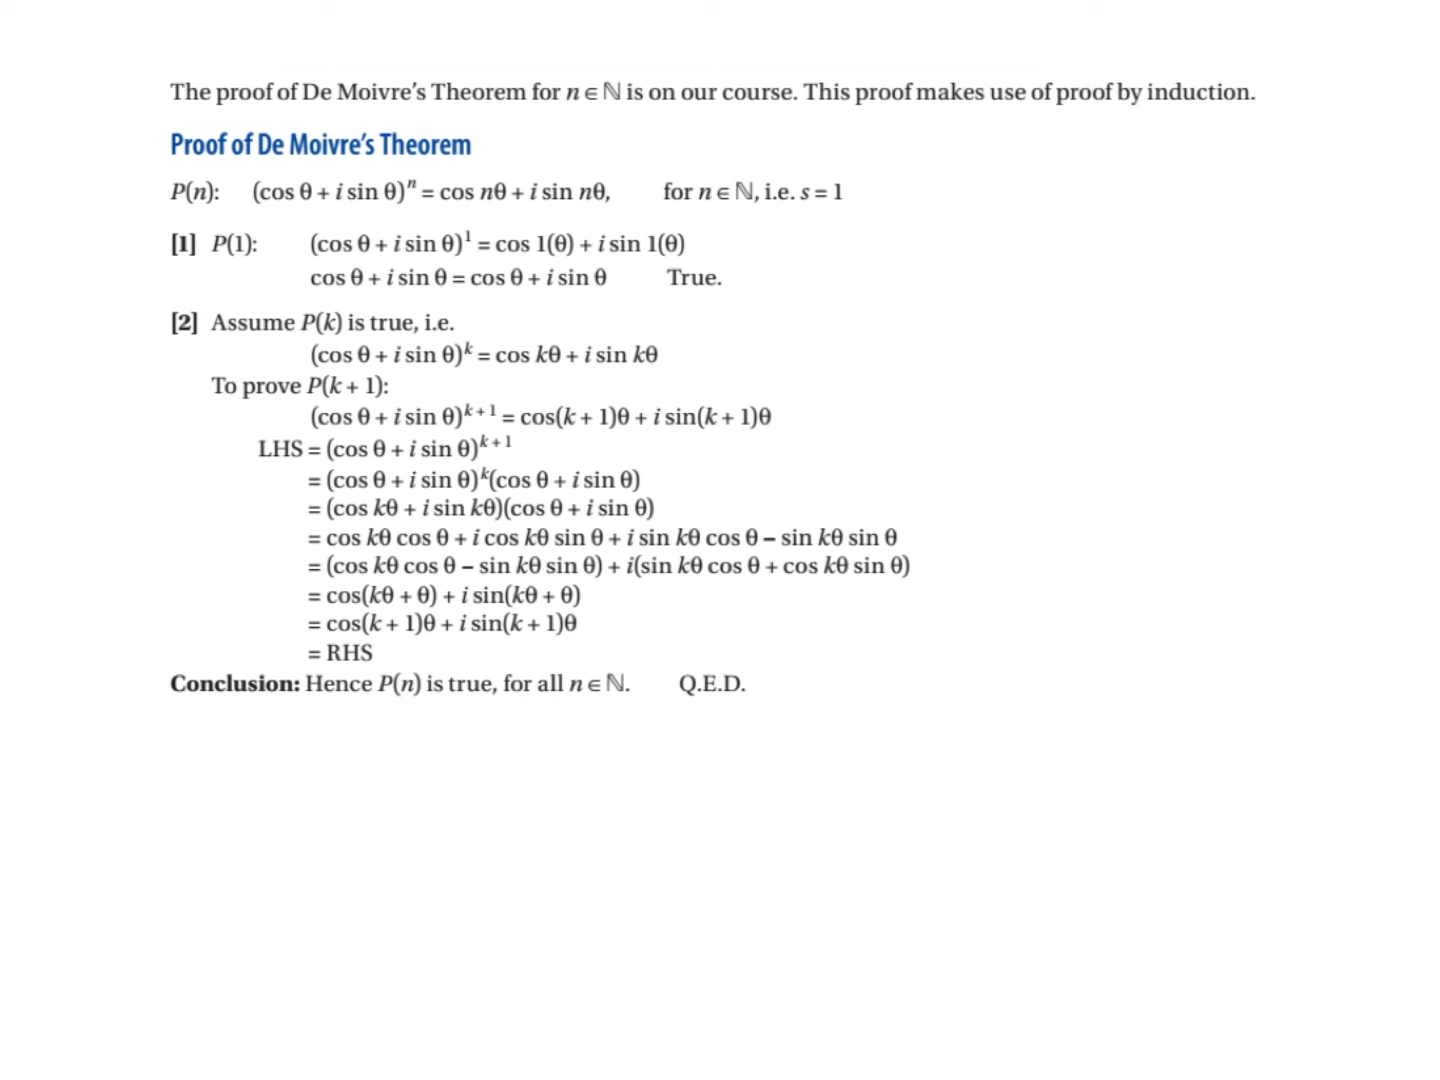 The proof of De Moivre's Theorem for n ∈ ℕ is on our course. This proof makes use of proof by induction.
Proof of De Moivre's Theorem
P(n): (cos θ + i sin θ)ⁿ = cos nθ + i sin nθ, for n ∈ ℕ, i.e. s = 1
[1] P(1): (cos θ + i sin θ)¹ = cos 1(θ) + i sin 1(θ)
cos θ + i sin θ = cos θ + i sin θ True.
[2] Assume P(k) is true, i.e.
(cos θ + i sin θ)ᵏ = cos kθ + i sin kθ
To prove P(k + 1):
(cos θ + i sin θ)ᵏ⁺¹ = cos(k + 1)θ + i sin(k + 1)θ
LHS = (cos θ + i sin θ)ᵏ⁺¹
= (cos θ + i sin θ)ᵏ(cos θ + i sin θ)
= (cos kθ + i sin kθ)(cos θ + i sin θ)
= cos kθ cos θ + i cos kθ sin θ + i sin kθ cos θ – sin kθ sin θ
= (cos kθ cos θ – sin kθ sin θ) + i(sin kθ cos θ + cos kθ sin θ)
= cos(kθ + θ) + i sin(kθ + θ)
= cos(k + 1)θ + i sin(k + 1)θ
= RHS
Conclusion: Hence P(n) is true, for all n ∈ ℕ. Q.E.D.